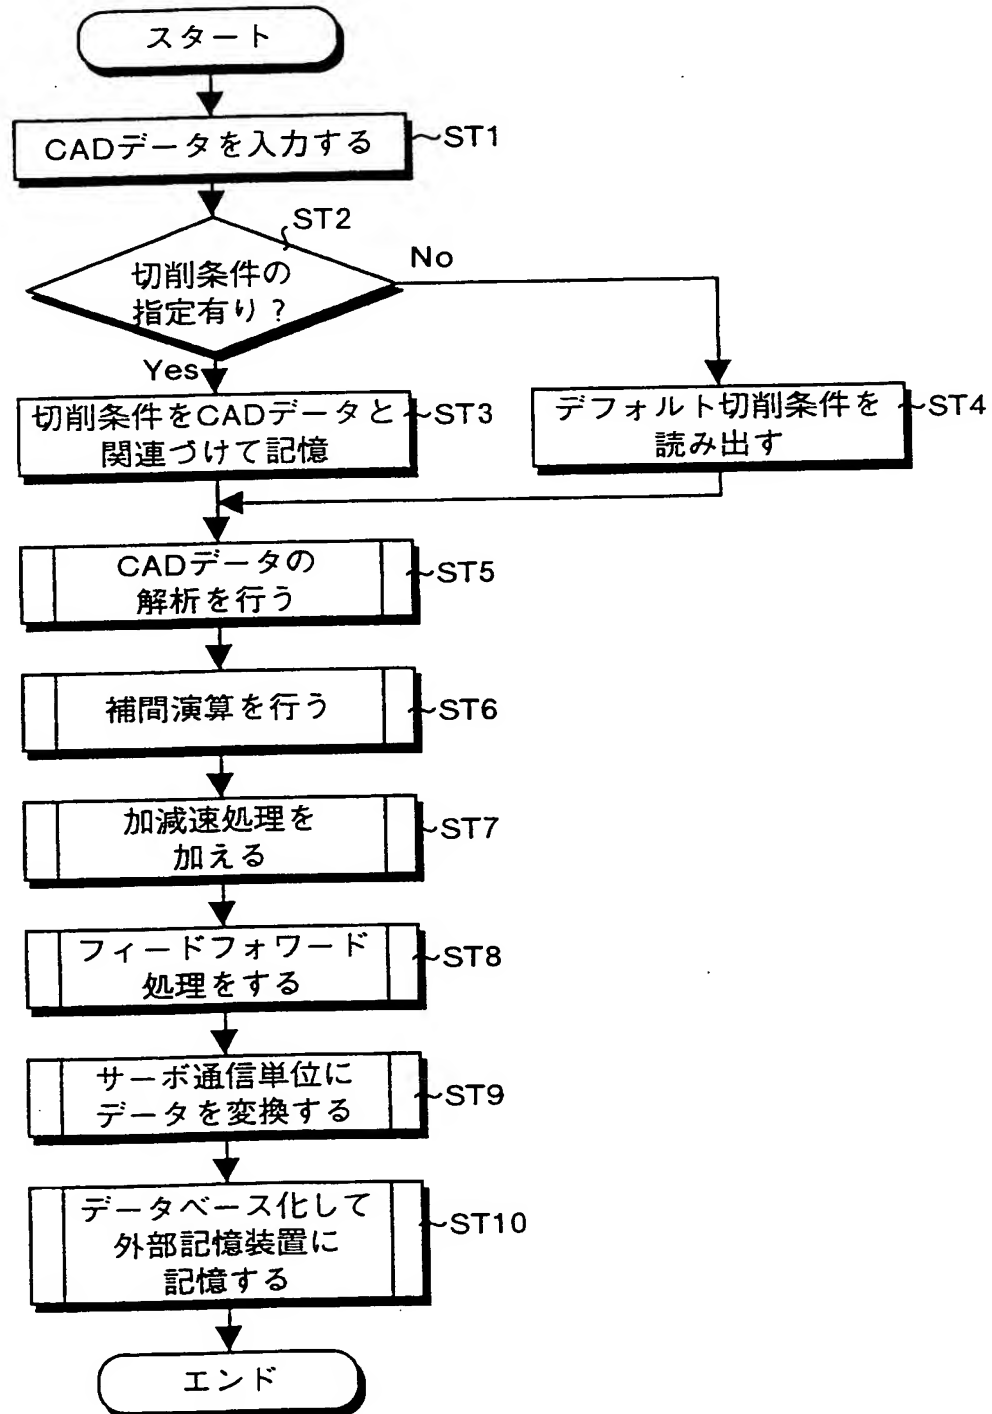 スタート
CADデータを入力する
ST1
ST2
切削条件の
指定有り？
No
Yes
切削条件をCADデータと
関連づけて記憶
ST3
デフォルト切削条件を
読み出す
ST4
CADデータの
解析を行う
ST5
補間演算を行う
ST6
加減速処理を
加える
ST7
フィードフォワード
処理をする
ST8
サーボ通信単位に
データを変換する
ST9
データベース化して
外部記憶装置に
記憶する
ST10
エンド